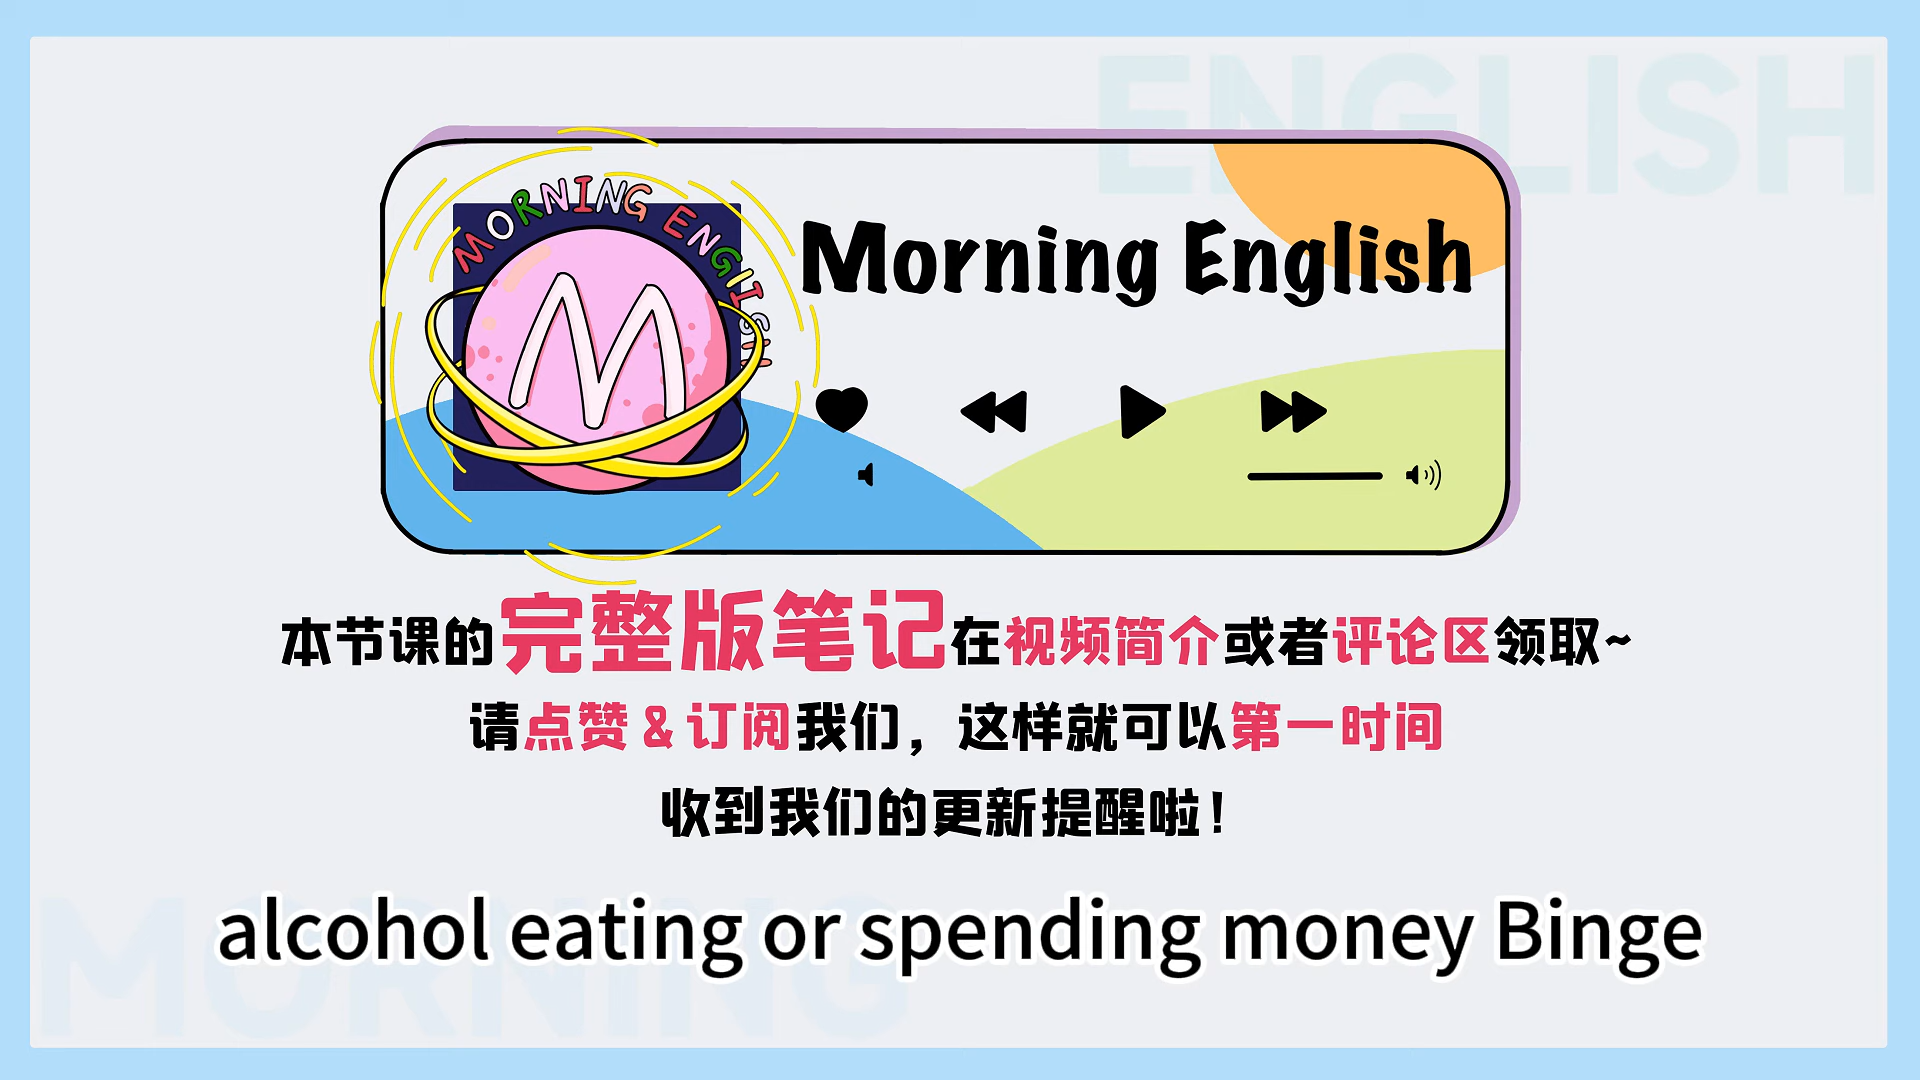 ENGLISH
MORNING ENGLISH
M
Morning English
本节课的完整版笔记在视频简介或者评论区领取~
请点赞&订阅我们，这样就可以第一时间
收到我们的更新提醒啦！
alcohol eating or spending money Binge
MORNING